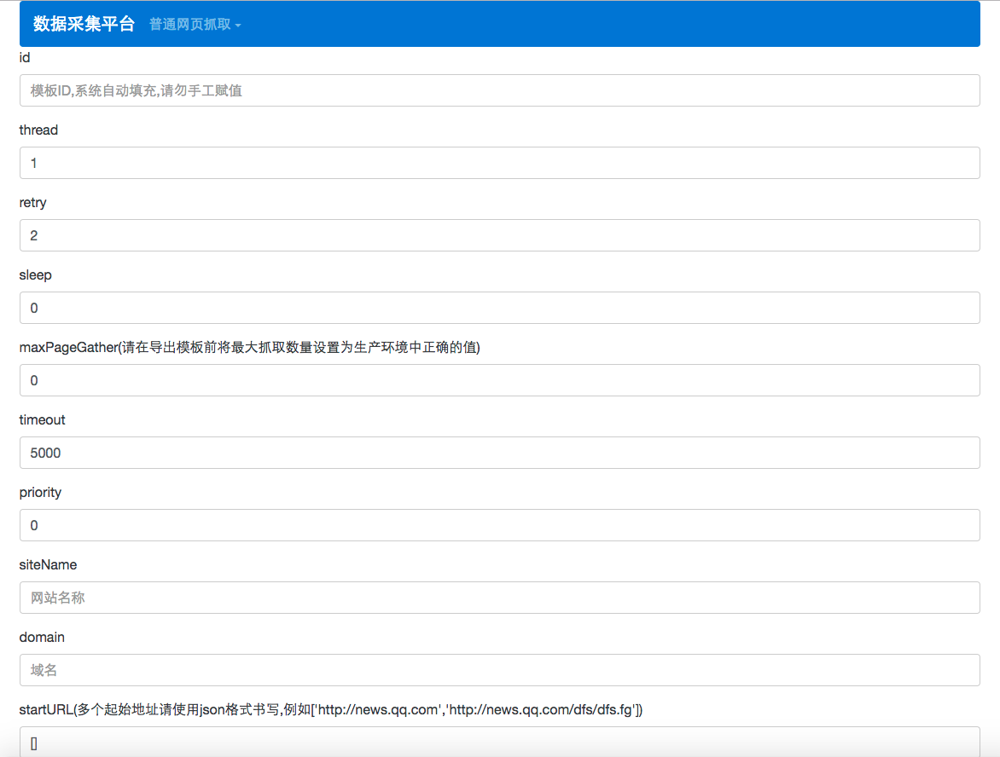 数据采集平台 普通网页抓取
id
模板ID,系统自动填充,请勿手工赋值
thread
1
retry
2
sleep
0
maxPageGather(请在导出模板前将最大抓取数量设置为生产环境中正确的值)
0
timeout
5000
priority
0
siteName
网站名称
domain
域名
startURL(多个起始地址请使用json格式书写,例如['http://news.qq.com','http://news.qq.com/dfs/dfs.fg'])
[]